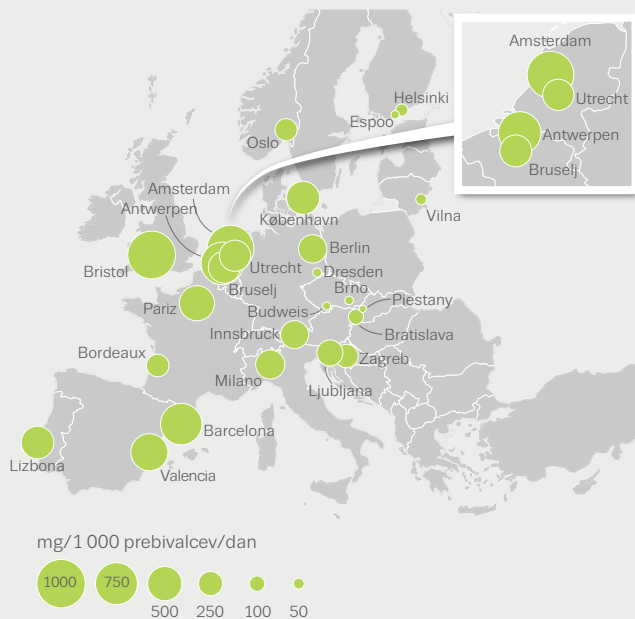 Amsterdam
Utrecht
Antwerpen
Bruselj
Helsinki
Espoo
Oslo
Amsterdam
Antwerpen
København
Vilna
Berlin
Bristol
Utrecht
Dresden
Bruselj
Brno
Pariz
Piestany
Budweis
Innsbruck
Bratislava
Bordeaux
Zagreb
Milano
Ljubljana
Barcelona
Lizbona
Valencia
mg/1 000 prebivalcev/dan
1000 750
500 250 100 50